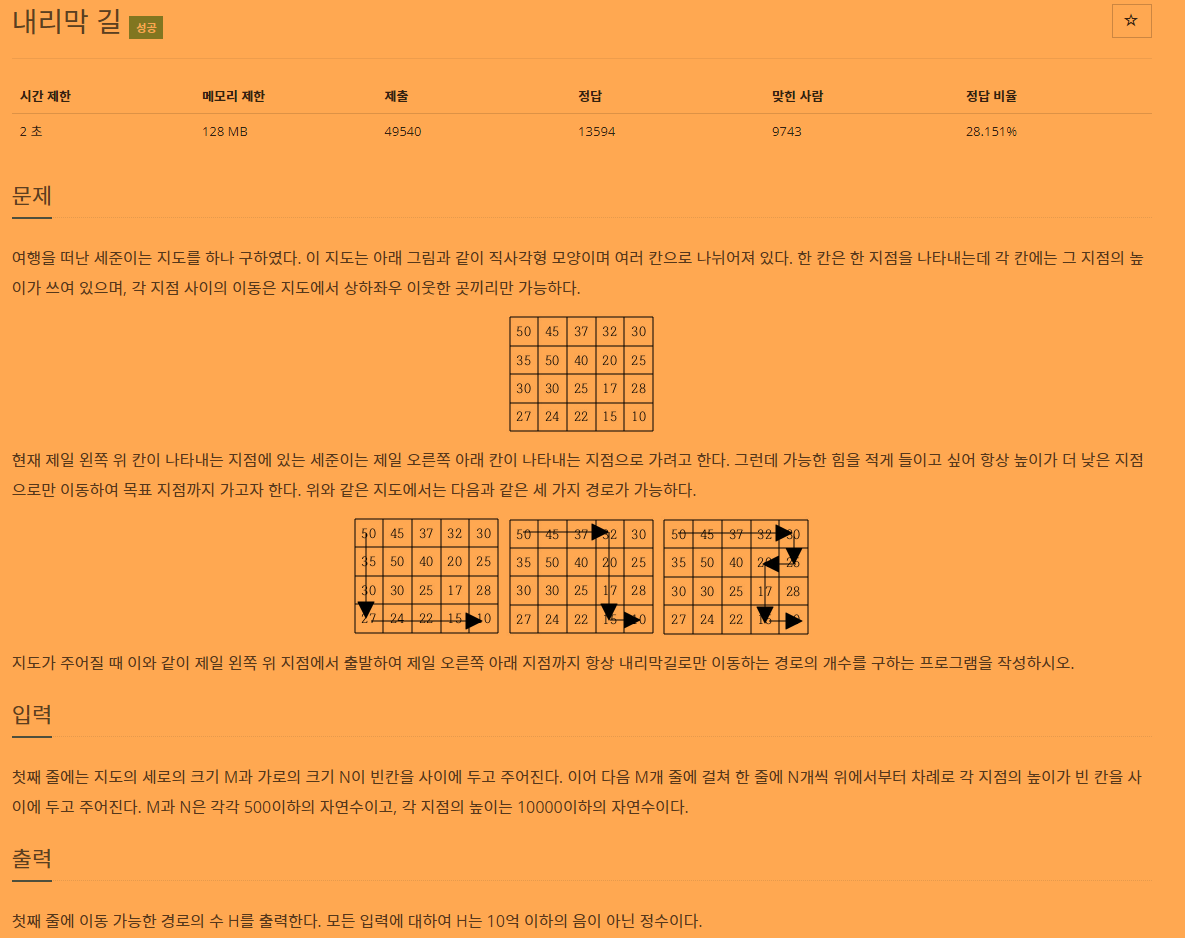 내리막 길 성공
☆
시간 제한 메모리 제한 제출 정답 맞힌 사람 정답 비율
2 초 128 MB 49540 13594 9743 28.151%
문제
여행을 떠난 세준이는 지도를 하나 구하였다. 이 지도는 아래 그림과 같이 직사각형 모양이며 여러 칸으로 나뉘어져 있다. 한 칸은 한 지점을 나타내는데 각 칸에는 그 지점의 높
이가 쓰여 있으며, 각 지점 사이의 이동은 지도에서 상하좌우 이웃한 곳끼리만 가능하다.
50 45 37 32 30
35 50 40 20 25
30 30 25 17 28
27 24 22 15 10
현재 제일 왼쪽 위 칸이 나타내는 지점에 있는 세준이는 제일 오른쪽 아래 칸이 나타내는 지점으로 가려고 한다. 그런데 가능한 힘을 적게 들이고 싶어 항상 높이가 더 낮은 지점
으로만 이동하여 목표 지점까지 가고자 한다. 위와 같은 지도에서는 다음과 같은 세 가지 경로가 가능하다.
50 45 37 32 30 50 45 37 32 30 50 45 37 32 30
35 50 40 20 25 35 50 40 20 25 35 50 40 20 25
30 30 25 17 28 30 30 25 17 28 30 30 25 17 28
27 24 22 15 10 27 24 22 15 10 27 24 22 15
지도가 주어질 때 이와 같이 제일 왼쪽 위 지점에서 출발하여 제일 오른쪽 아래 지점까지 항상 내리막길로만 이동하는 경로의 개수를 구하는 프로그램을 작성하시오.
입력
첫째 줄에는 지도의 세로의 크기 M과 가로의 크기 N이 빈칸을 사이에 두고 주어진다. 이어 다음 M개 줄에 걸쳐 한 줄에 N개씩 위에서부터 차례로 각 지점의 높이가 빈 칸을 사
이에 두고 주어진다. M과 N은 각각 500이하의 자연수이고, 각 지점의 높이는 10000이하의 자연수이다.
출력
첫째 줄에 이동 가능한 경로의 수 H를 출력한다. 모든 입력에 대하여 H는 10억 이하의 음이 아닌 정수이다.